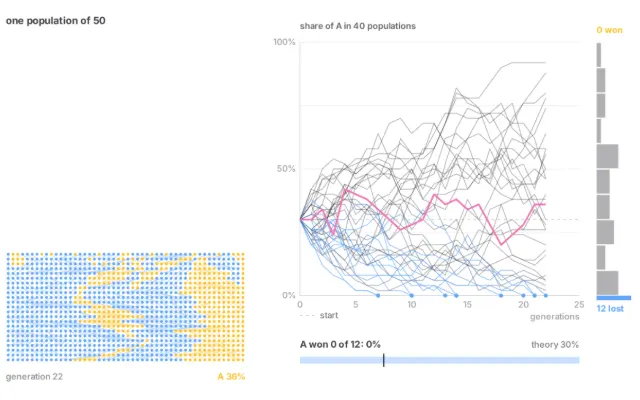 one population of 50
share of A in 40 populations
0 won
100%
50%
0%
0 5 10 15 20 25
start
generations
12 lost
A won 0 of 12: 0%
theory 30%
generation 22
A 36%